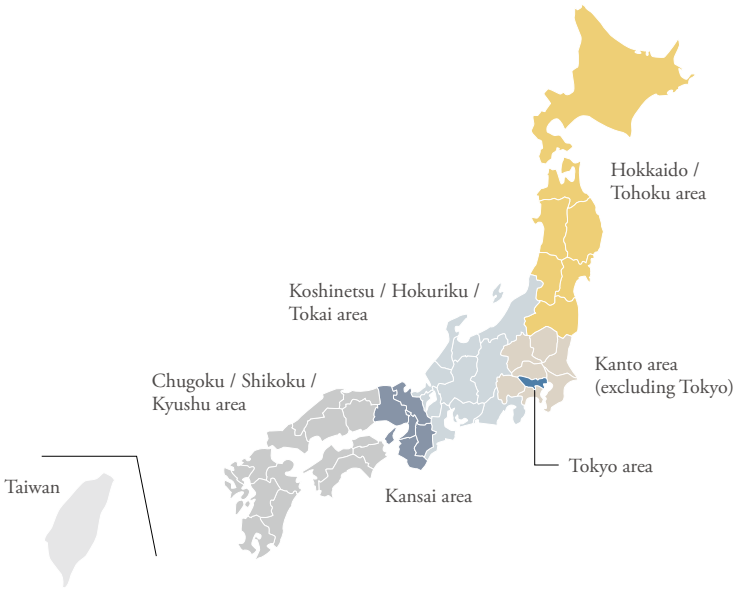 Hokkaido /
Tohoku area
Koshinetsu / Hokuriku /
Tokai area
Kanto area
(excluding Tokyo)
Chugoku / Shikoku /
Kyushu area
Tokyo area
Taiwan
Kansai area